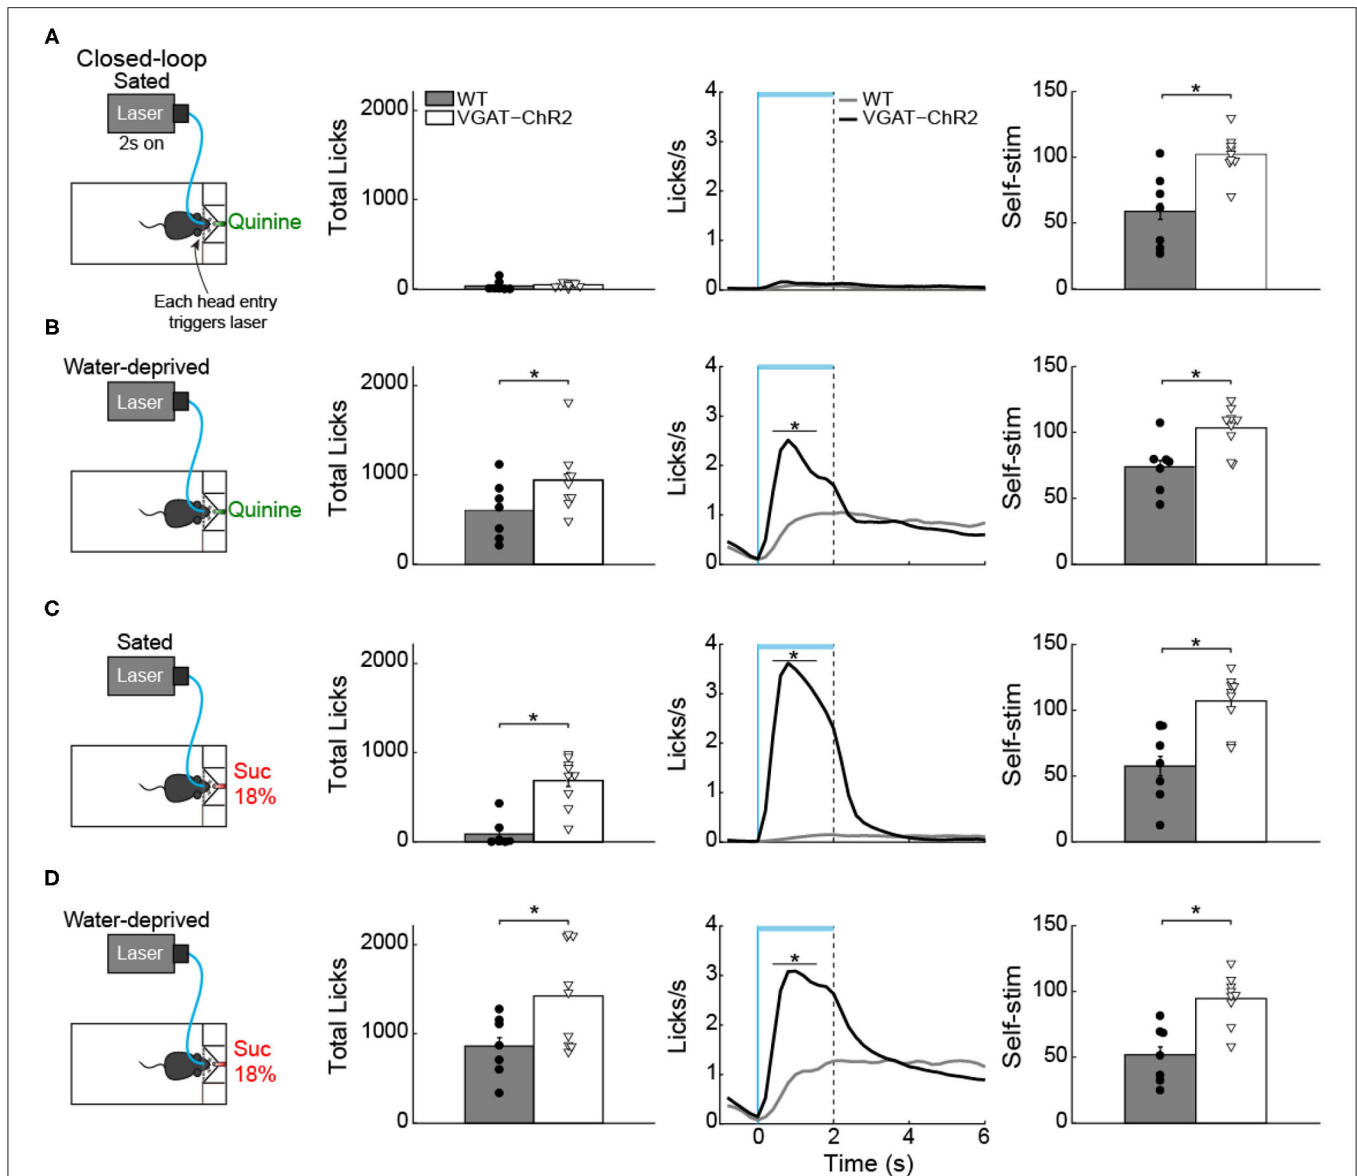 A
Closed-loop
Sated
Laser
2s on
Quinine
Each head entry
triggers laser
Total Licks
2000
1000
0
WT
VGAT−ChR2
Licks/s
4
3
2
1
0
WT
VGAT−ChR2
Self-stim
150
100
50
0
*
B
Water-deprived
Laser
Quinine
Total Licks
2000
1000
0
*
Licks/s
4
3
2
1
0
*
Self-stim
150
100
50
0
*
C
Sated
Laser
Suc
18%
Total Licks
2000
1000
0
*
Licks/s
4
3
2
1
0
*
Self-stim
150
100
50
0
*
D
Water-deprived
Laser
Suc
18%
Total Licks
2000
1000
0
*
Licks/s
4
3
2
1
0
*
0
2
4
6
Time (s)
Self-stim
150
100
50
0
*